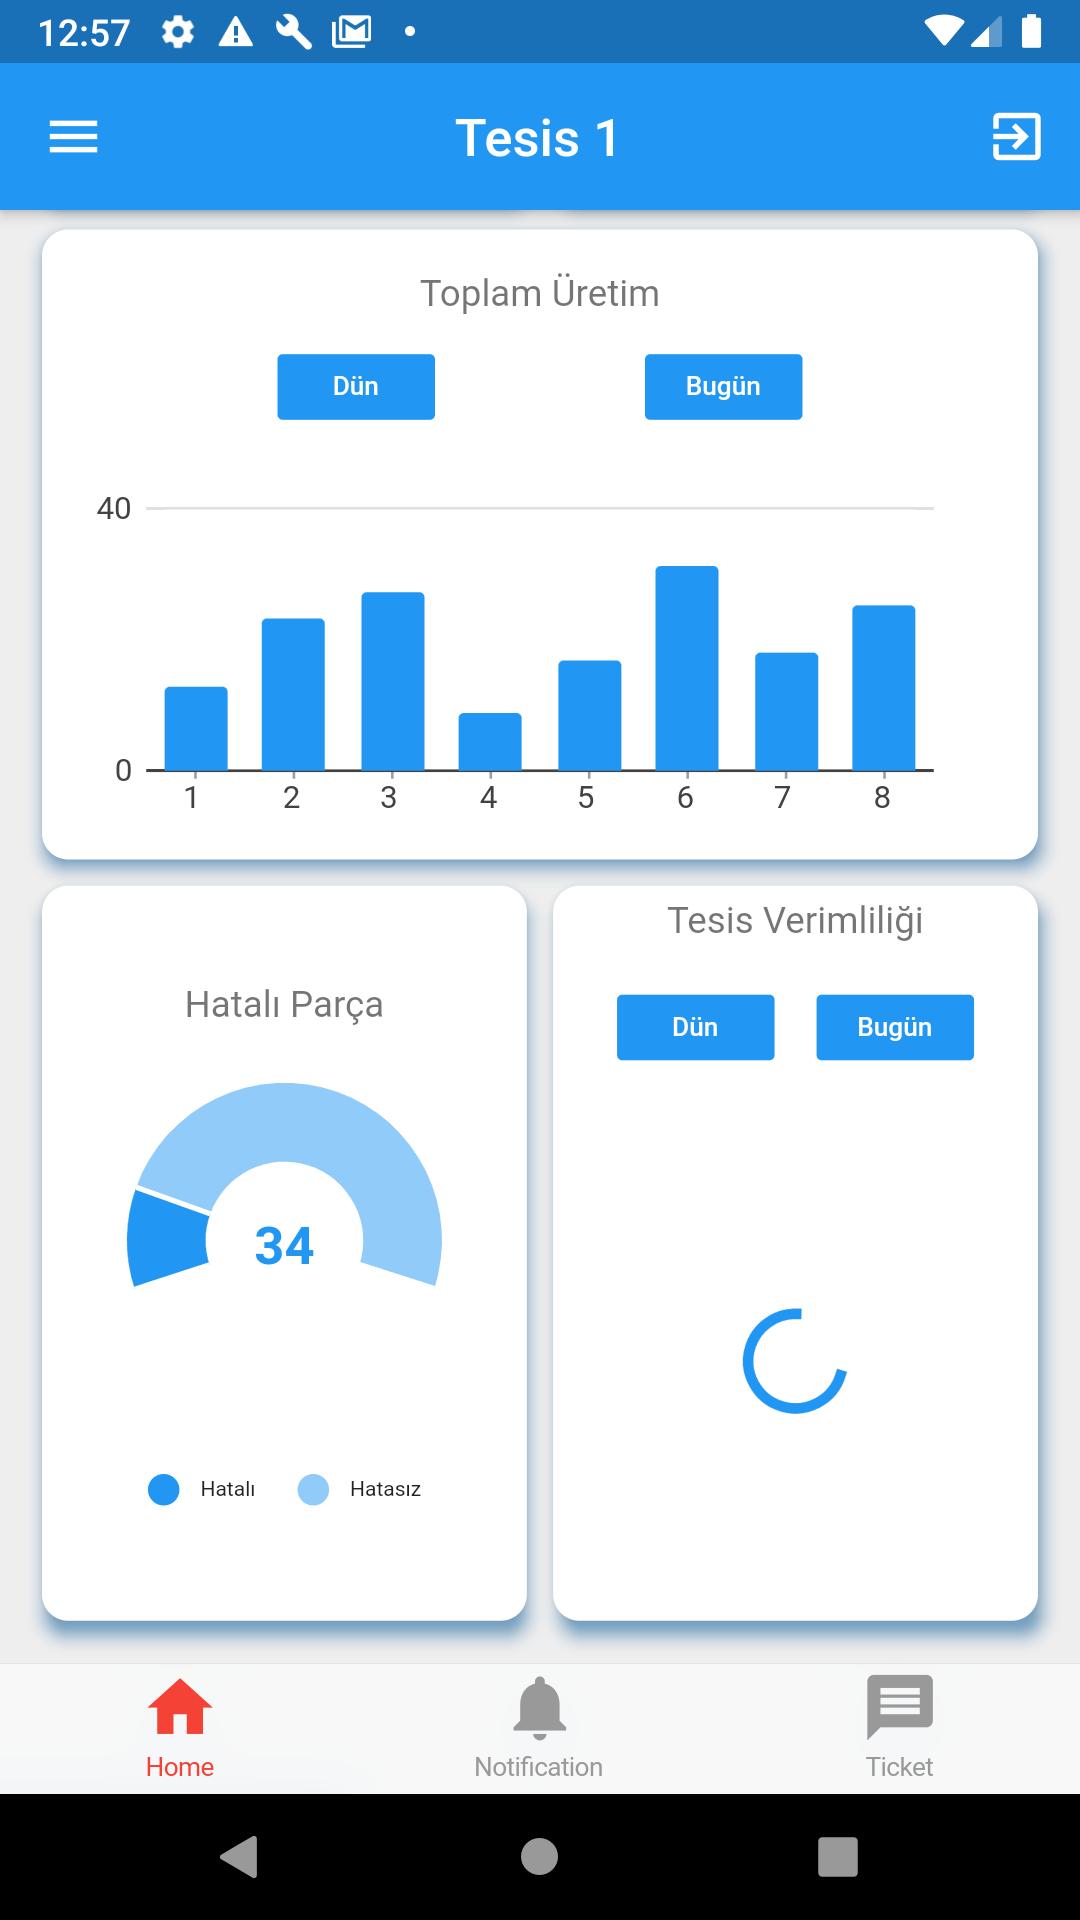 12:57
Tesis 1
Toplam Üretim
Dün Bugün
40
0
1 2 3 4 5 6 7 8
Hatalı Parça
34
Hatalı Hatasız
Tesis Verimliliği
Dün Bugün
Home Notification Ticket